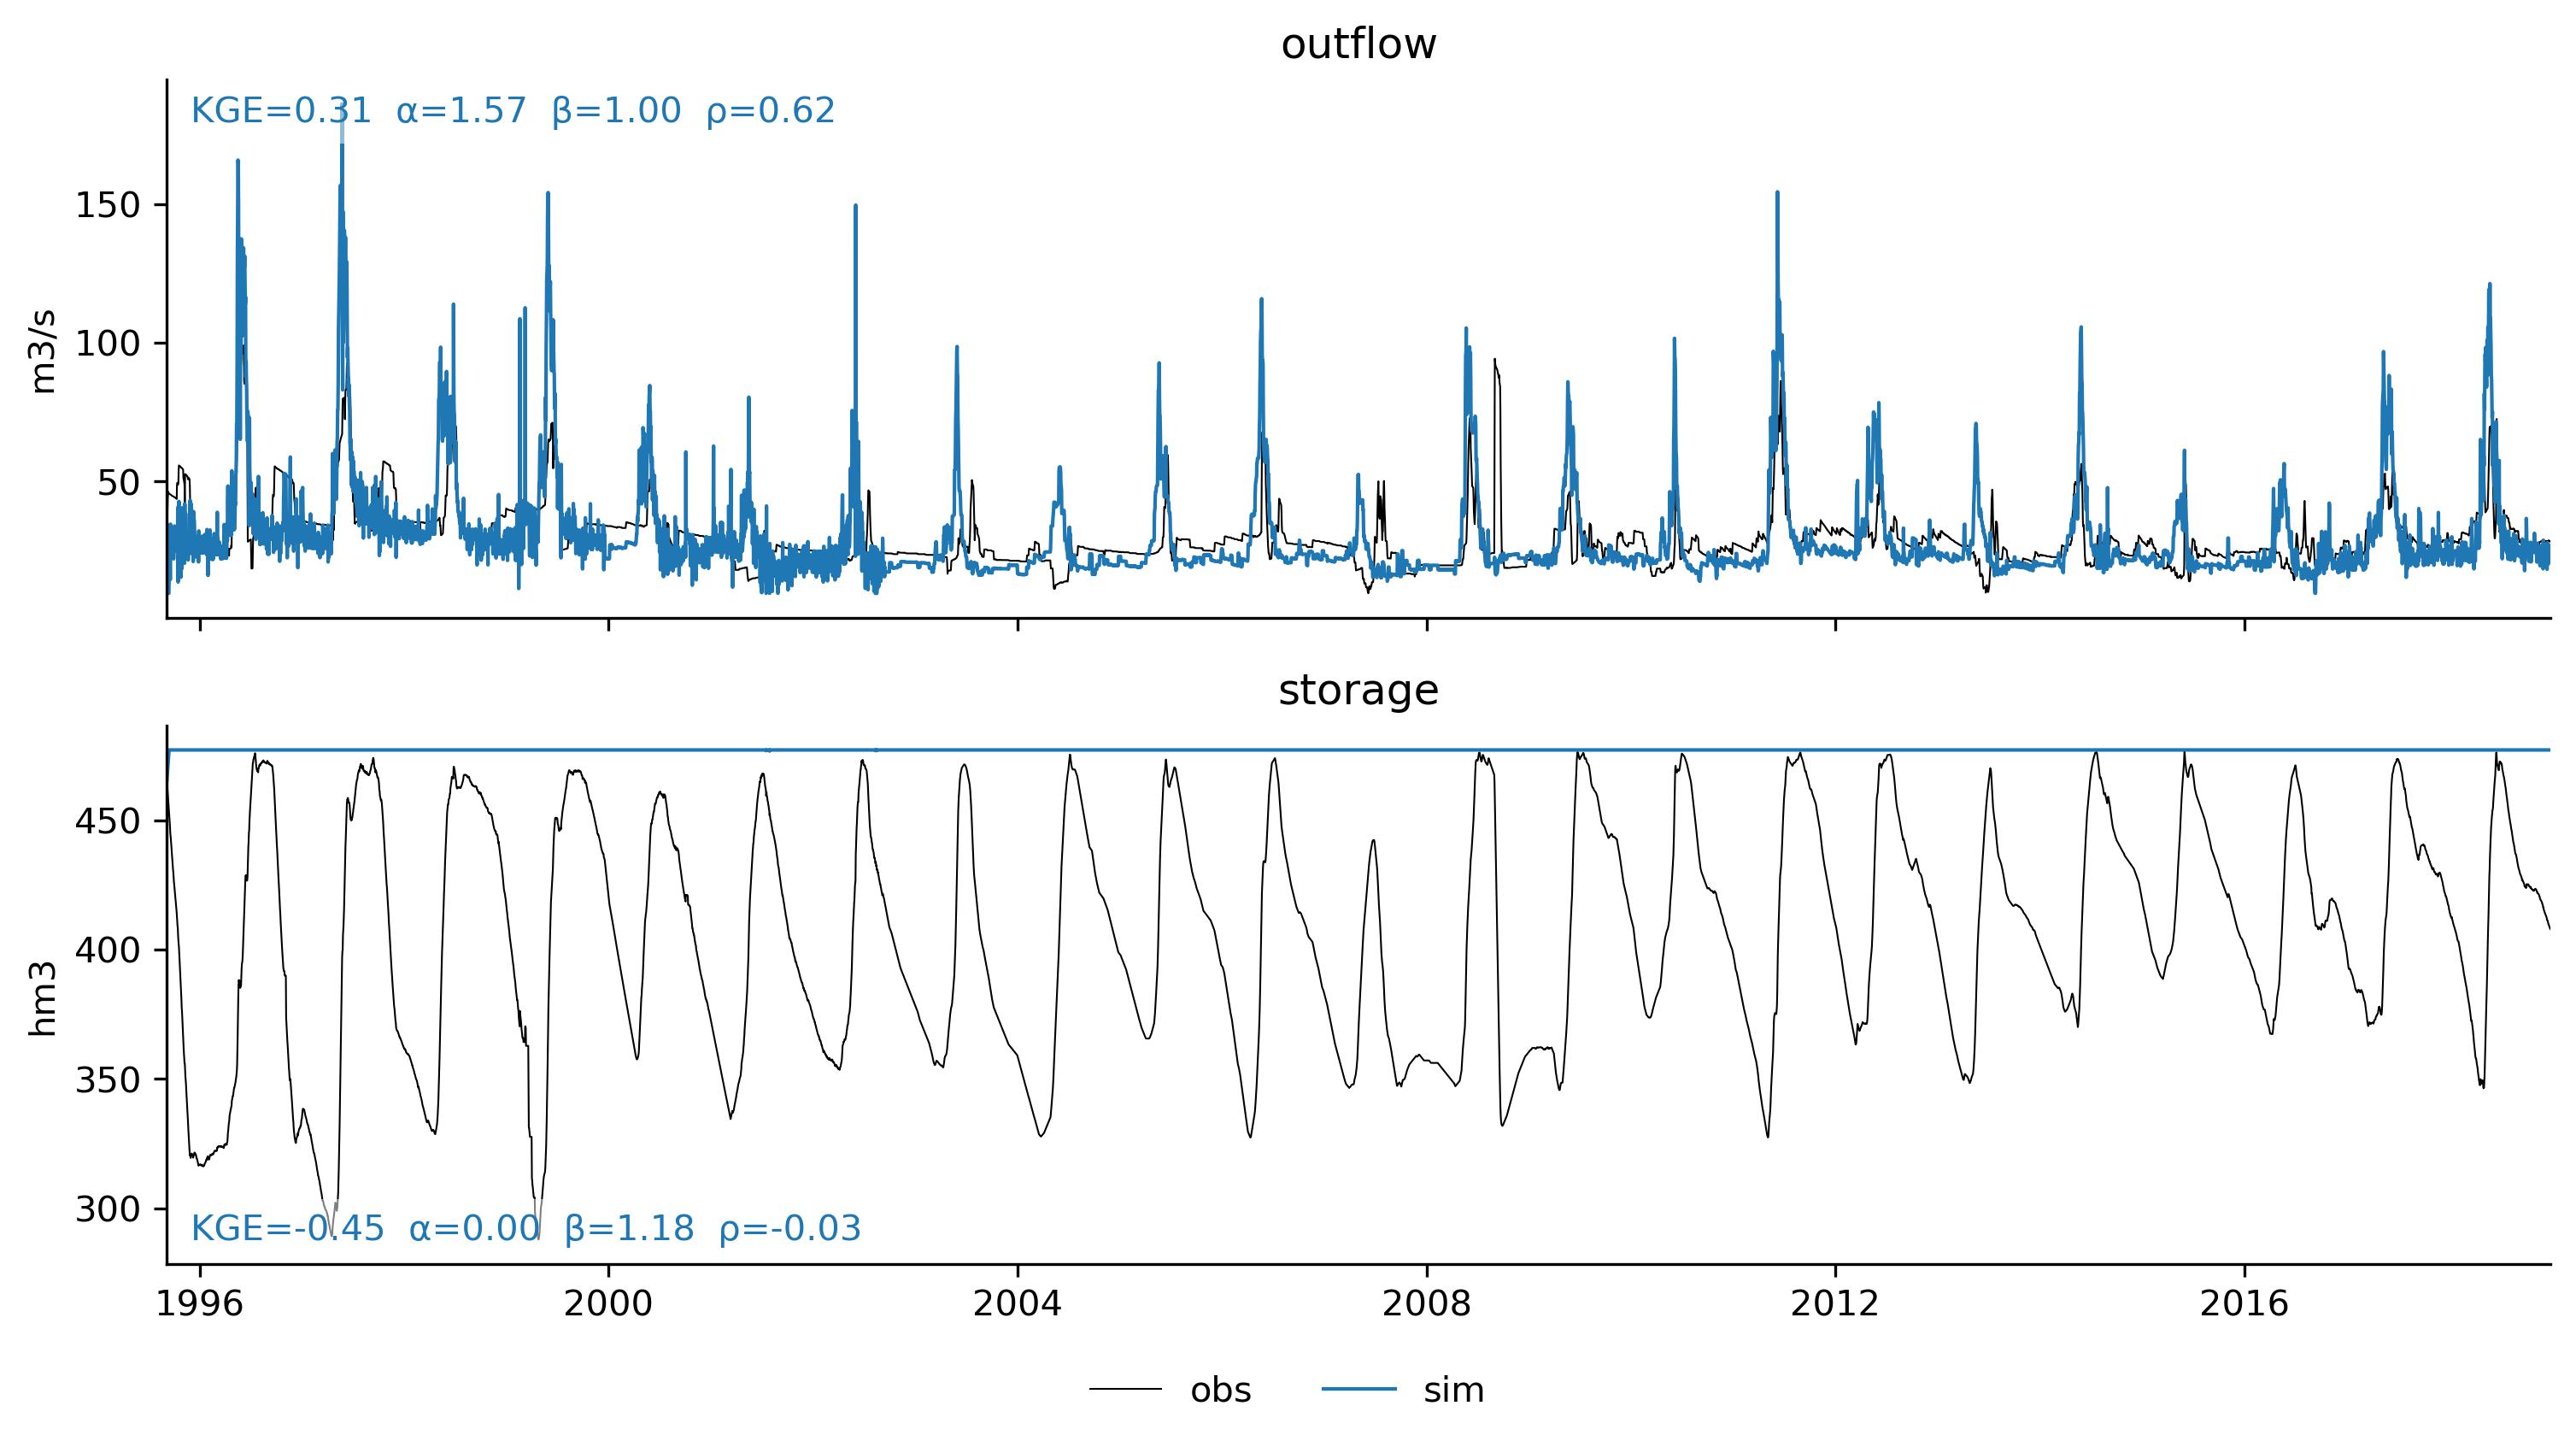 outflow
KGE=0.31 α=1.57 β=1.00 ρ=0.62
150
100
50
m3/s
storage
450
400
350
300
hm3
KGE=-0.45 α=0.00 β=1.18 ρ=-0.03
1996 2000 2004 2008 2012 2016
obs sim